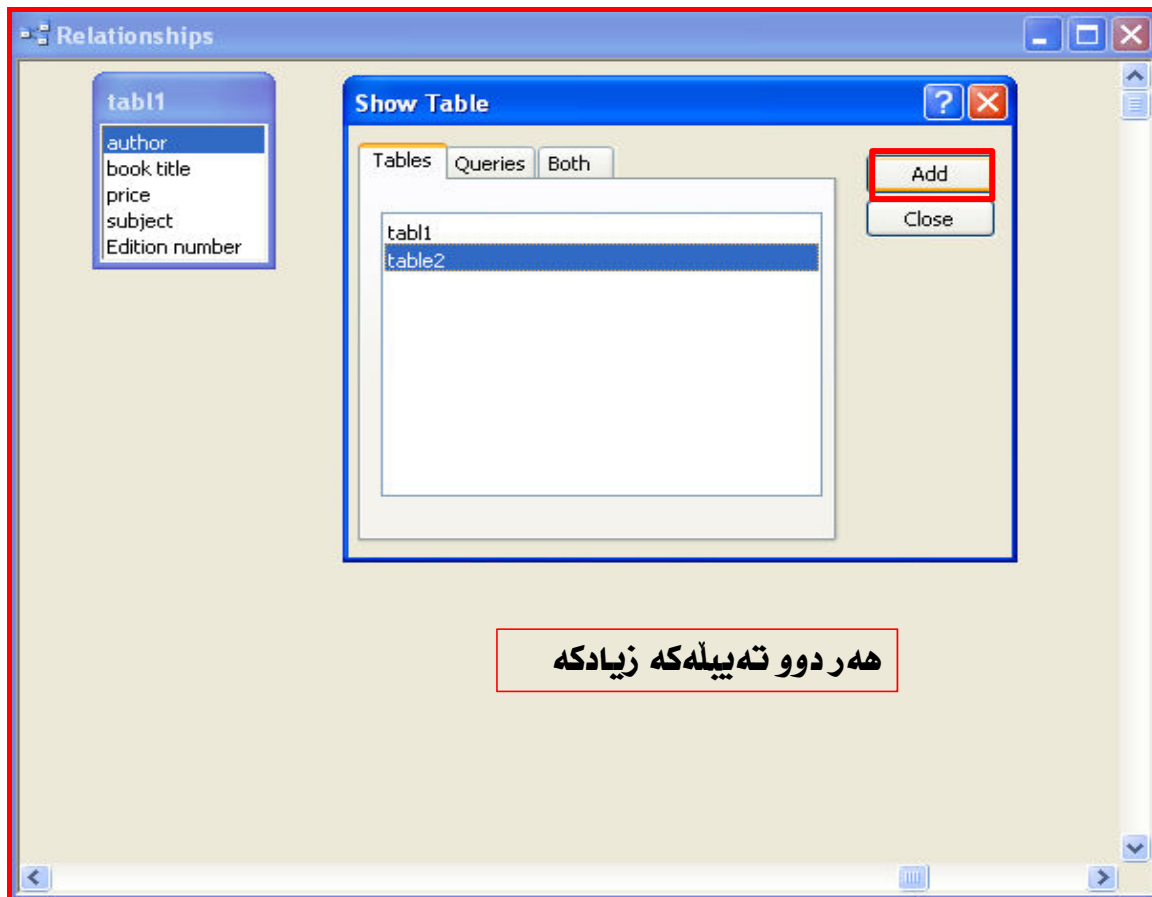 Relationships
tabl1
author
book title
price
subject
Edition number
Show Table
Tables
Queries
Both
tabl1
table2
Add
Close
هەر دوو تەیبڵەکە زیادکە